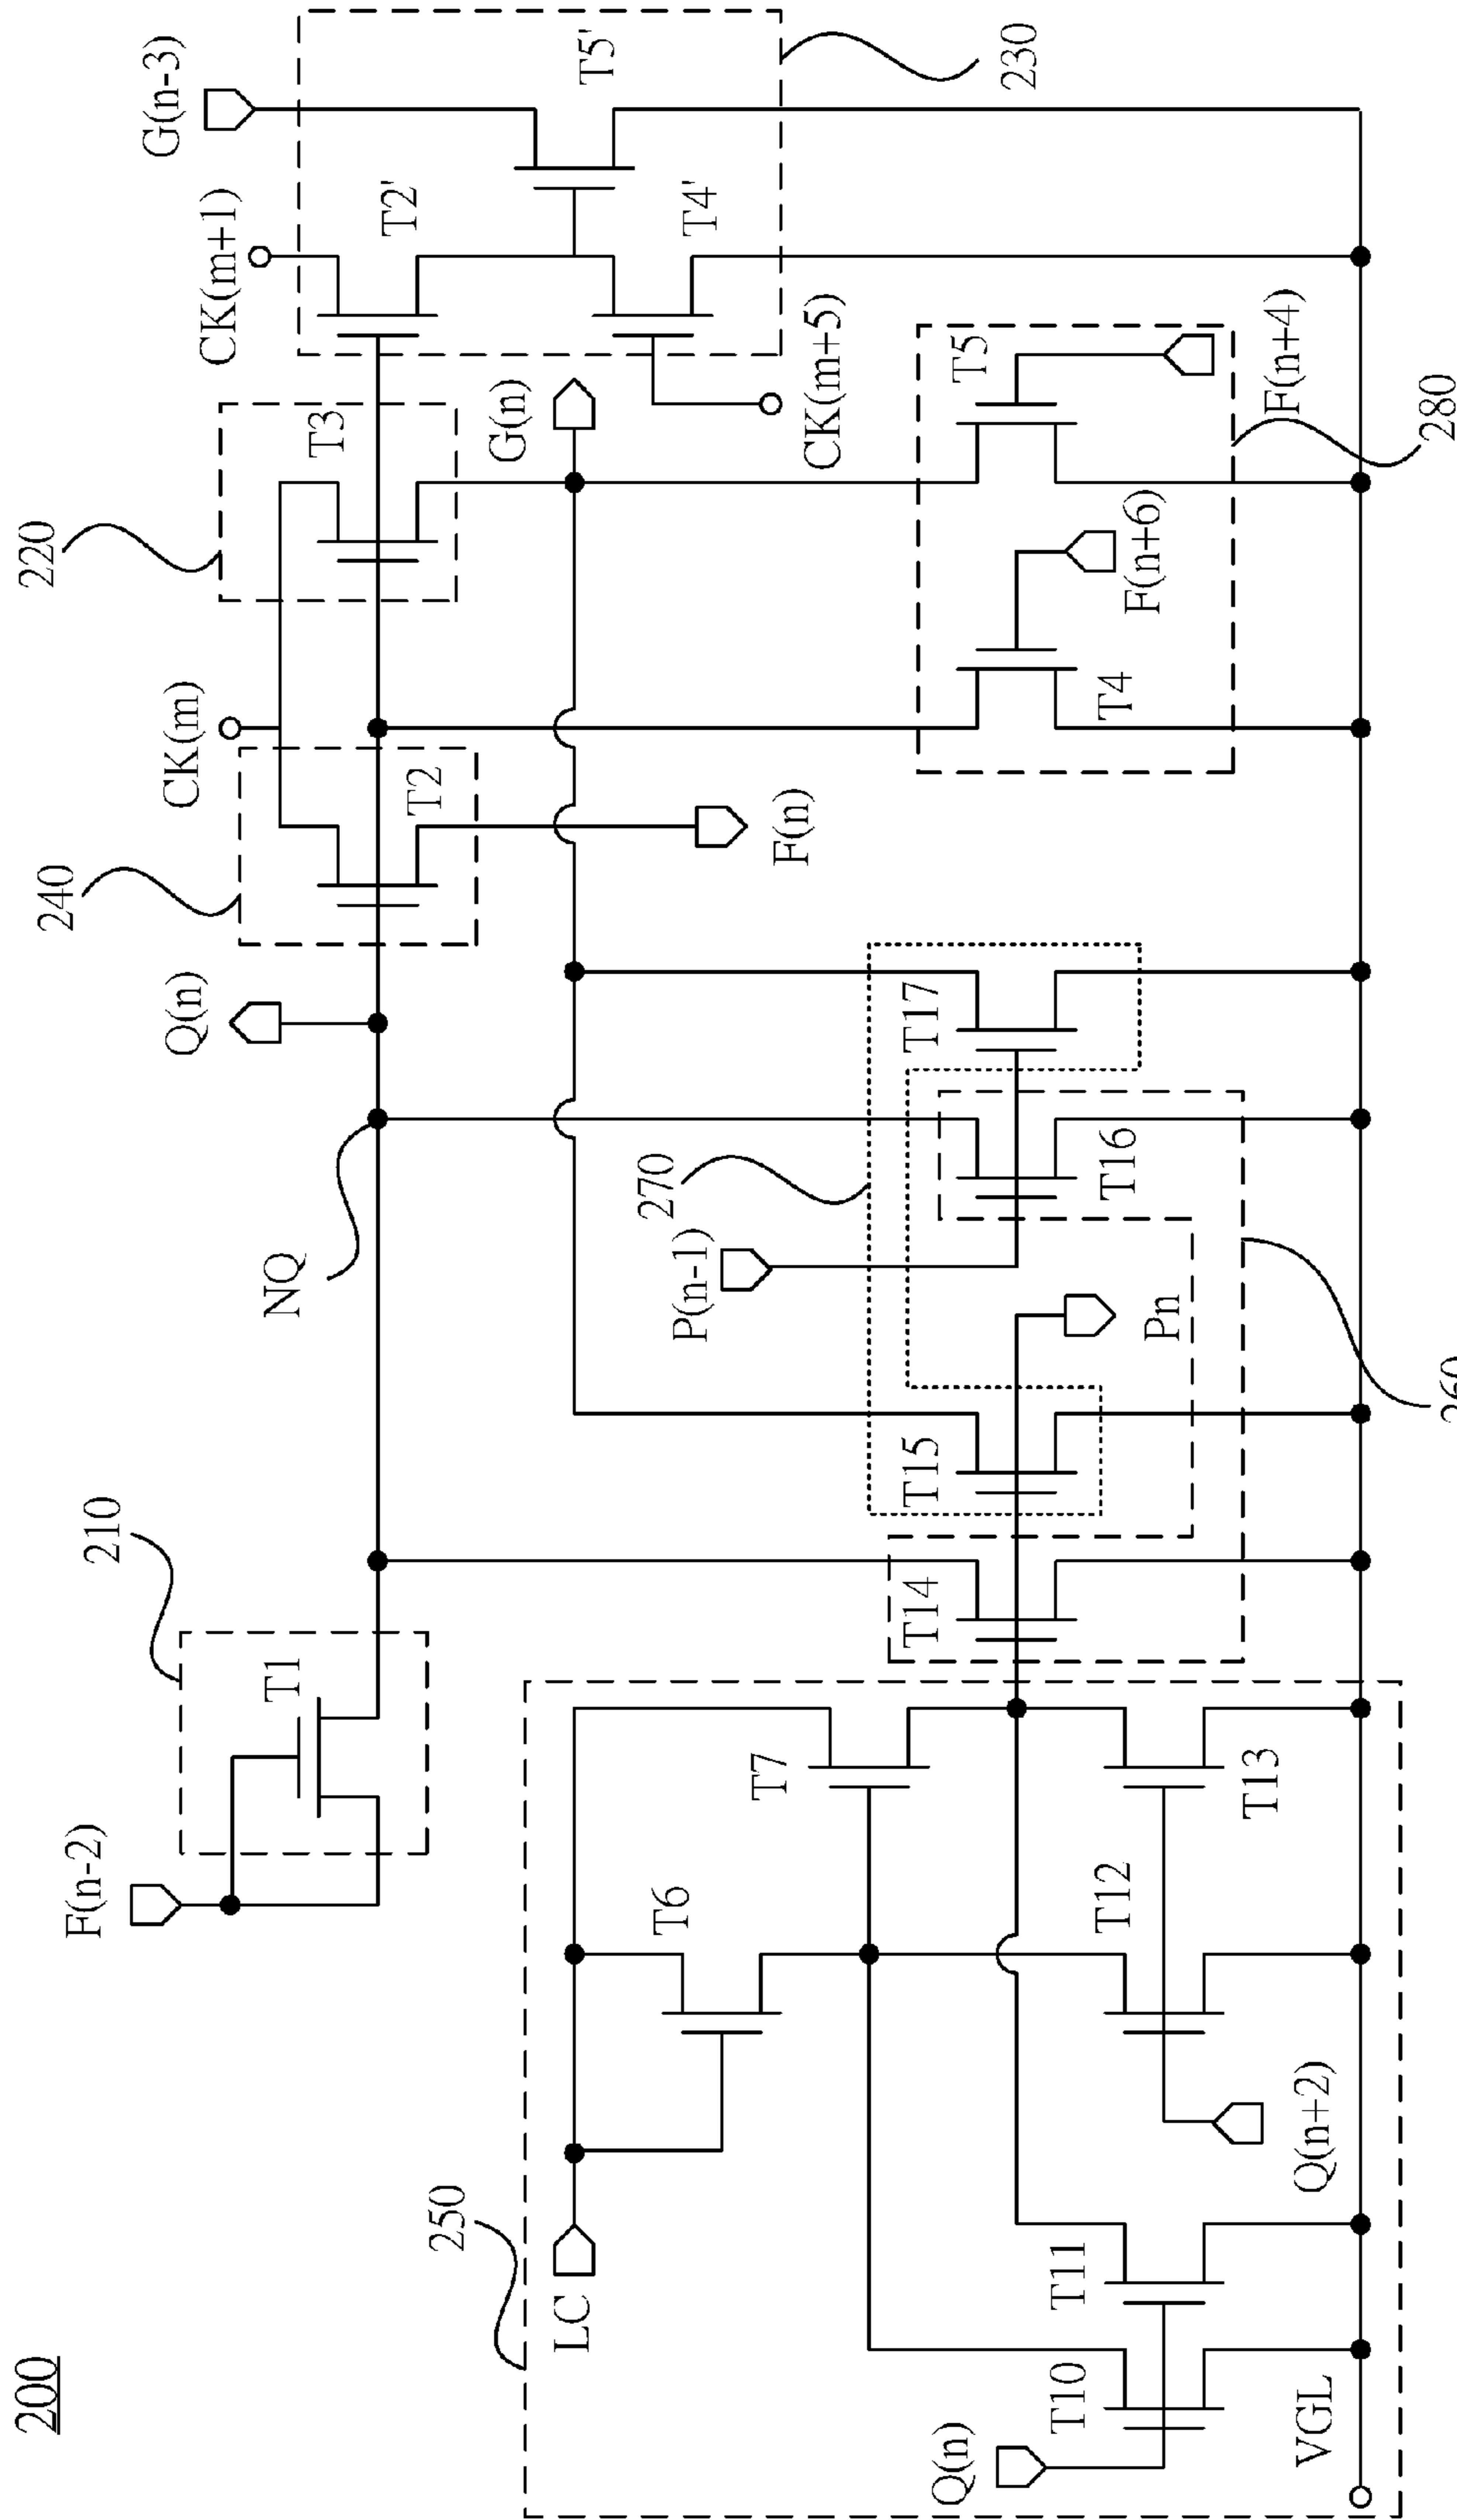 200
220
240
210
250
230
280
270
260
F(n-2)
T1
NQ
Q(n)
CK(m)
T2
F(n)
T3
G(n)
CK(m+1)
T2'
G(n-3)
T5'
T4'
CK(m+5)
LC
T6
T7
T14
T15
P(n-1)
Pn
T16
T17
T4
F(n+6)
T5
F(n+4)
Q(n)
T10
T11
Q(n+2)
T12
T13
VGL